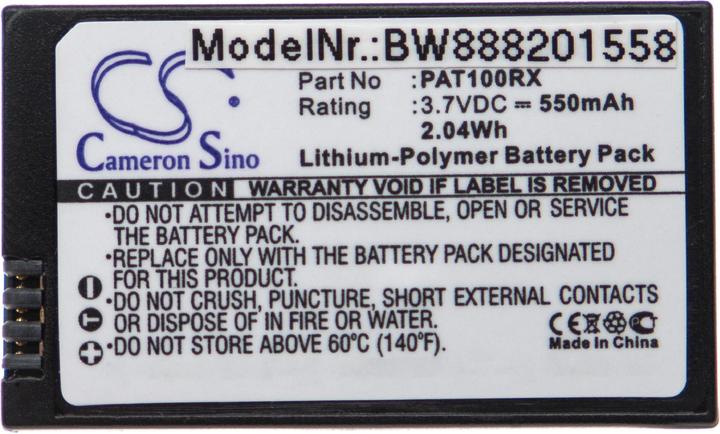 ModelNr.:BW888201558
CS
Cameron Sino
Part No :PAT100RX
Rating :3.7VDC = 550mAh
2.04Wh
Lithium-Polymer Battery Pack
CAUTION WARRANTY VOID IF LABEL IS REMOVED
•DO NOT ATTEMPT TO DISASSEMBLE, OPEN OR SERVICE
THE BATTERY PACK.
•REPLACE ONLY WITH THE BATTERY PACK DESIGNATED
FOR THIS PARTICULAR PRODUCT.
•DO NOT CRUSH, PUNCTURE, SHORT EXTERNAL CONTACTS
OR DISPOSE OF IN FIRE OR WATER.
•DO NOT STORE ABOVE 60°C (140°F).
CE
Made In China
- T +